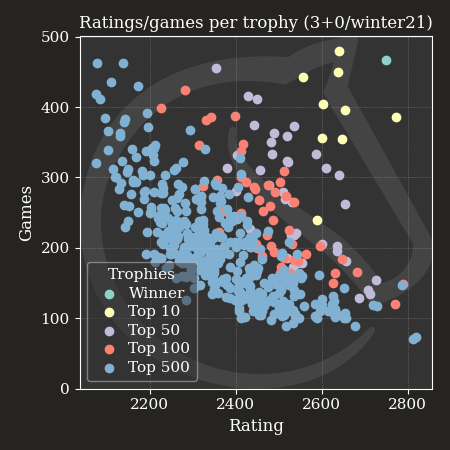 Ratings/games per trophy (3+0/winter21)
500
400
300
200
100
0
Games
Trophies
Winner
Top 10
Top 50
Top 100
Top 500
2200 2400 2600 2800
Rating